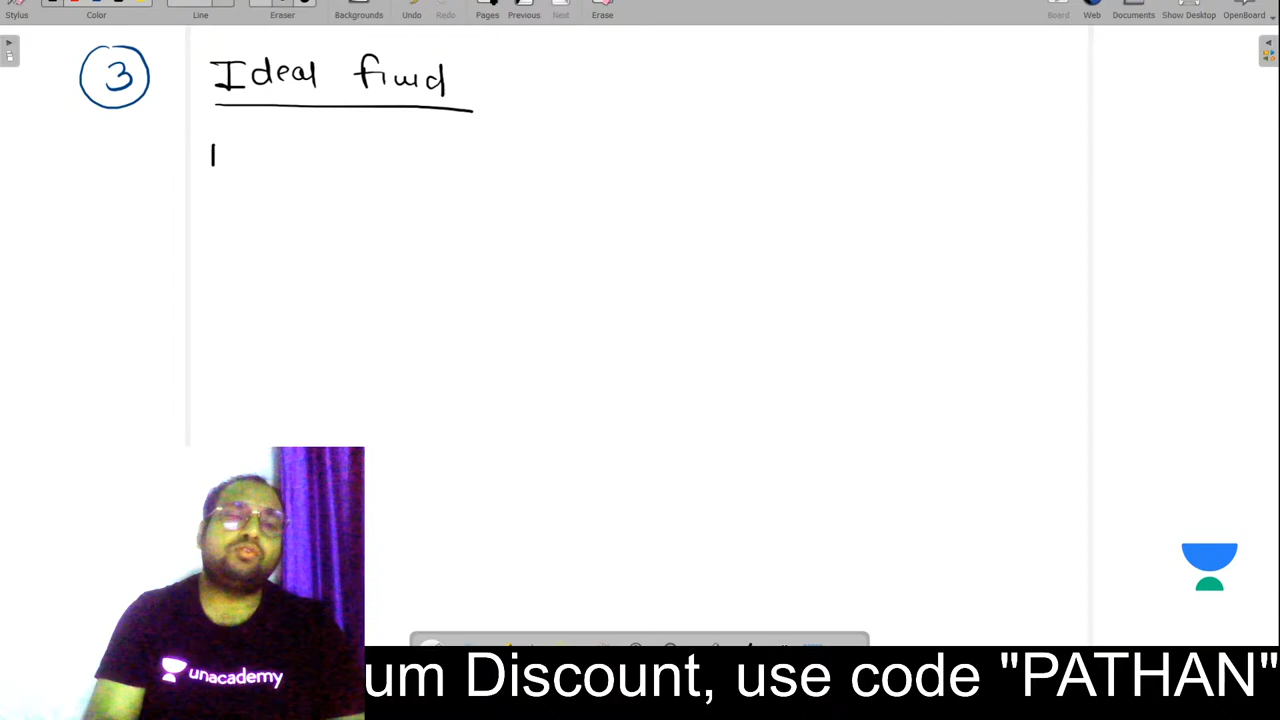 Stylus Color Line Eraser Backgrounds Undo Redo Pages Previous Next Erase Board Web Documents Show Desktop OpenBoard
3 Ideal fluid
unacademy
um Discount, use code "PATHAN"